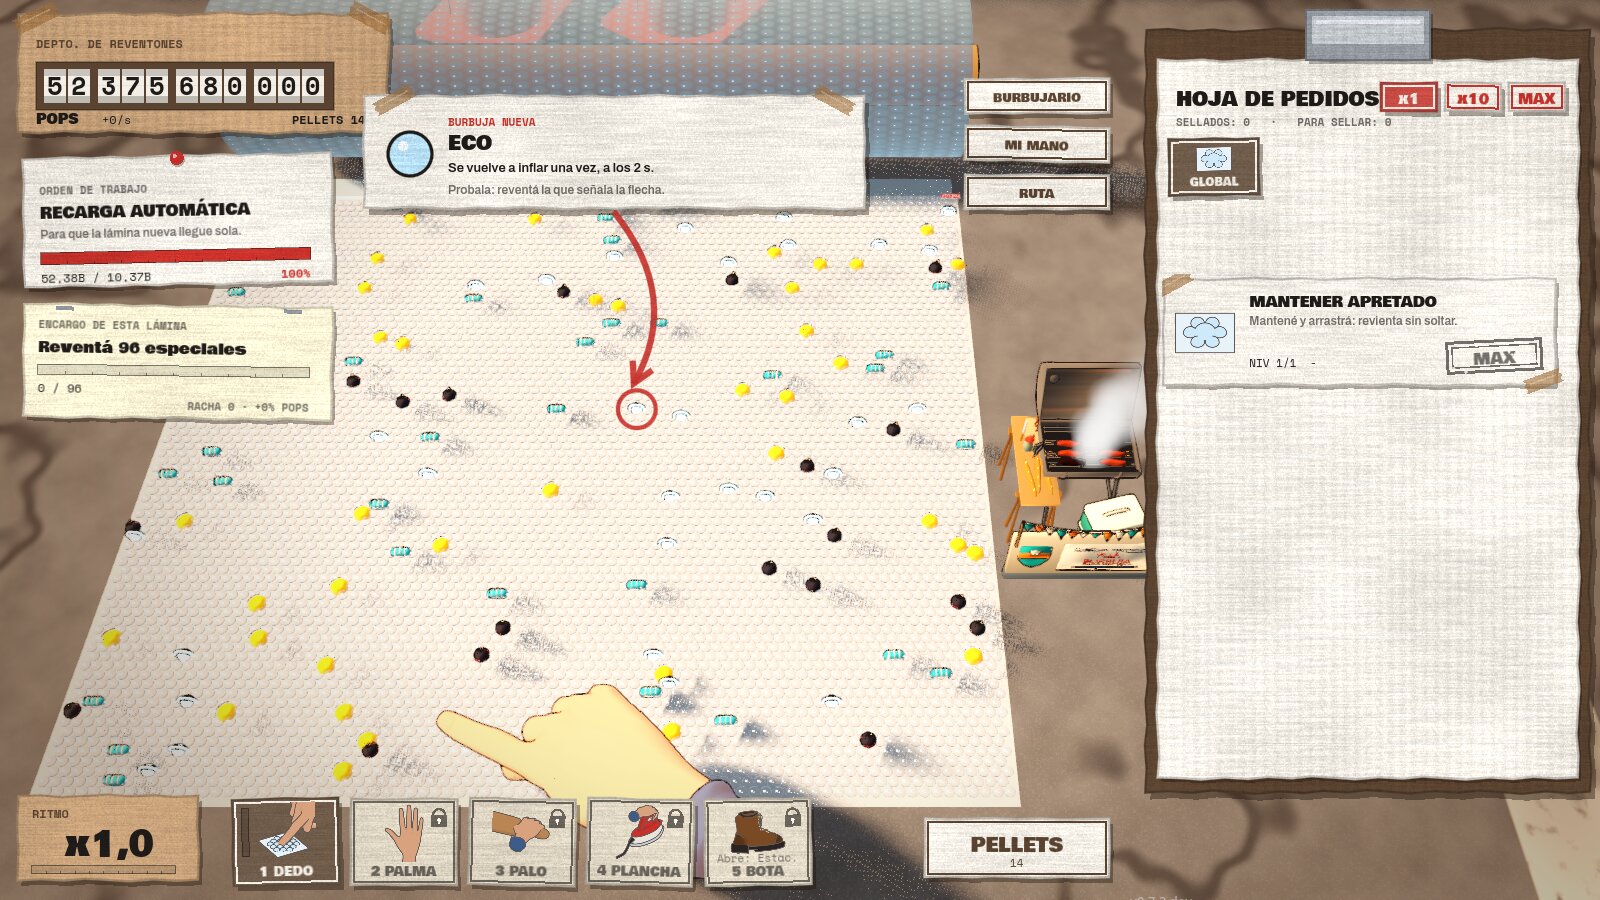 DEPTO. DE REVENTONES
52 375 680 000
POPS +0/s PELLETS 14
ORDEN DE TRABAJO
RECARGA AUTOMÁTICA
Para que la lámina nueva llegue sola.
52,38B / 10,37B 100%
ENCARGO DE ESTA LÁMINA
Reventá 96 especiales
0 / 96
RACHA 0 · +0% POPS
BURBUJA NUEVA
ECO
Se vuelve a inflar una vez, a los 2 s.
Probala: reventá la que señala la flecha.
BURBUJARIO
MI MANO
RUTA
HOJA DE PEDIDOS x1 x10 MAX
SELLADOS: 0 · PARA SELLAR: 0
GLOBAL
MANTENER APRETADO
Mantené y arrastrá: revienta sin soltar.
NIV 1/1 - MAX
RITMO
x1,0
1 DEDO
2 PALMA
3 PALO
4 PLANCHA
Abre: Estac.
5 BOTA
PELLETS
14